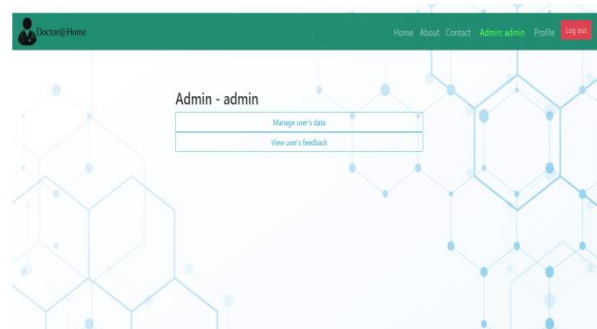 Doctor@Home
Home About Contact Admin: admin Profile Log out
Admin - admin
Manage user's data
View user's feedback